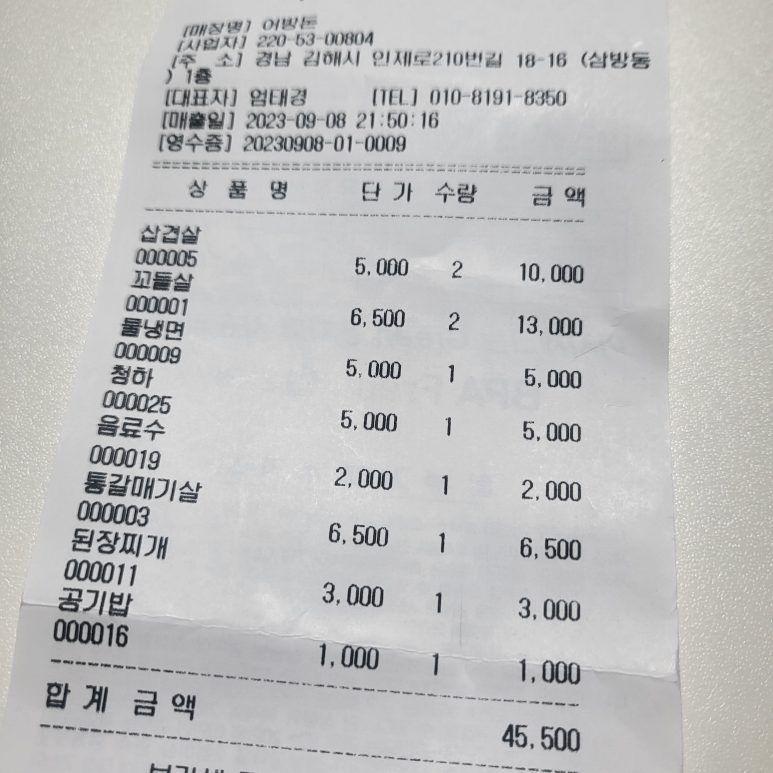 [매장명] 어방돈
[사업자] 220-53-00804
[주 소] 경남 김해시 인제로210번길 18-16 (삼방동
) 1층
[대표자] 엄태경 [TEL] 010-8191-8350
[매출일] 2023-09-08 21:50:16
[영수증] 20230908-01-0009
상 품 명 단 가 수량 금 액
삼겹살
000005 5,000 2 10,000
꼬들살
000001 6,500 2 13,000
물냉면
000009 5,000 1 5,000
청하
000025 5,000 1 5,000
음료수
000019 2,000 1 2,000
통갈매기살
000003 6,500 1 6,500
된장찌개
000011 3,000 1 3,000
공기밥
000016 1,000 1 1,000
합 계 금 액 45,500